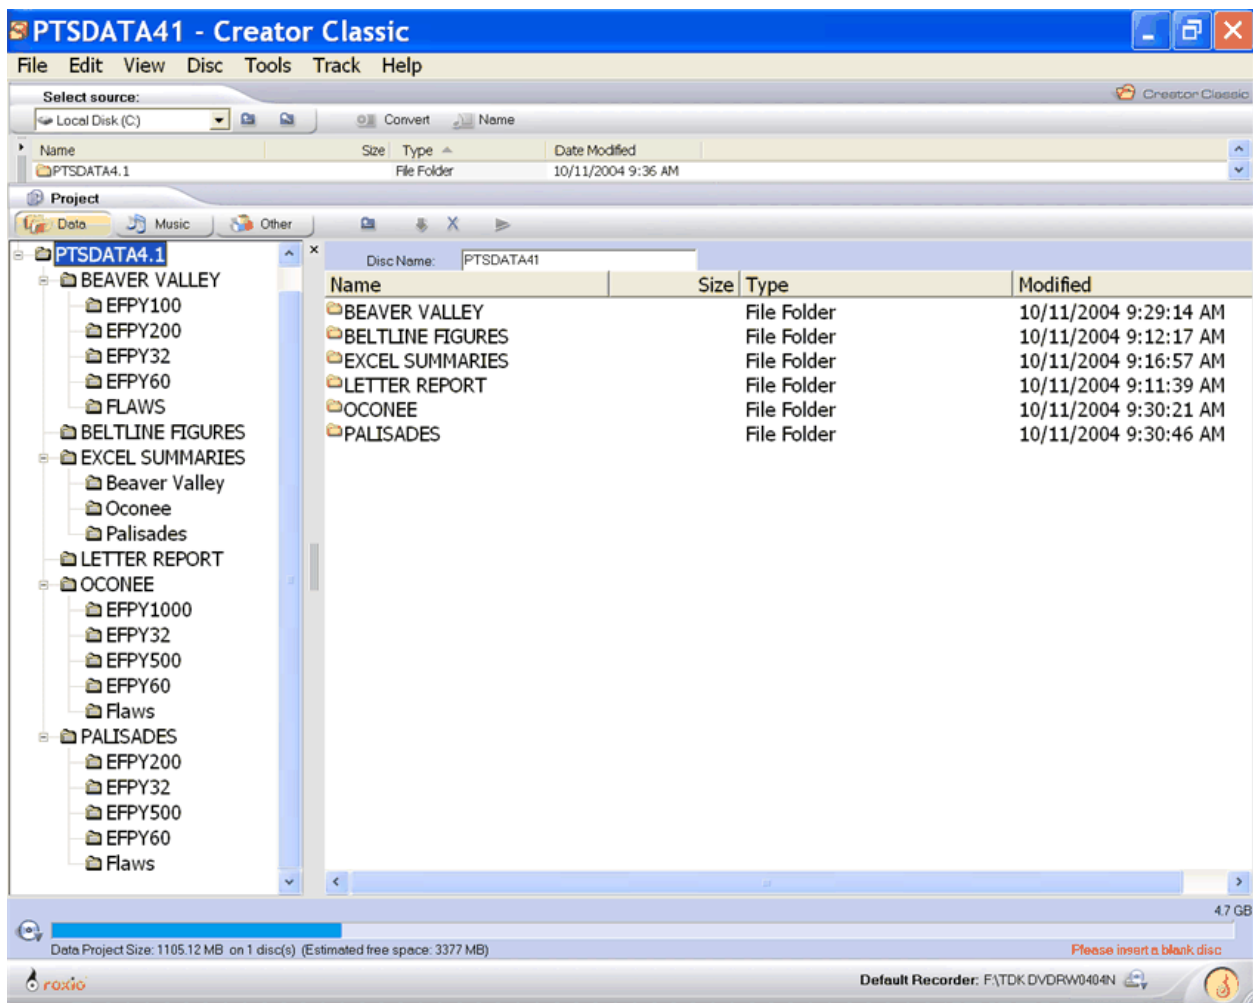 PTSDATA41 - Creator Classic
File Edit View Disc Tools Track Help
Select source:
Creator Classic
Local Disk (C:)
Convert Name
Name Size Type Date Modified
PTSDATA4.1 File Folder 10/11/2004 9:36 AM
Project
Data Music Other
Disc Name: PTSDATA41
PTSDATA4.1
BEAVER VALLEY
EFPY100
EFPY200
EFPY32
EFPY60
FLAWS
BELTLINE FIGURES
EXCEL SUMMARIES
Beaver Valley
Oconee
Palisades
LETTER REPORT
OCONEE
EFPY1000
EFPY32
EFPY500
EFPY60
Flaws
PALISADES
EFPY200
EFPY32
EFPY500
EFPY60
Flaws
Name Size Type Modified
BEAVER VALLEY File Folder 10/11/2004 9:29:14 AM
BELTLINE FIGURES File Folder 10/11/2004 9:12:17 AM
EXCEL SUMMARIES File Folder 10/11/2004 9:16:57 AM
LETTER REPORT File Folder 10/11/2004 9:11:39 AM
OCONEE File Folder 10/11/2004 9:30:21 AM
PALISADES File Folder 10/11/2004 9:30:46 AM
4.7 GB
Data Project Size: 1105.12 MB on 1 disc(s) (Estimated free space: 3377 MB)
Please insert a blank disc
roxio
Default Recorder: F:\TDK DVDRW0404N